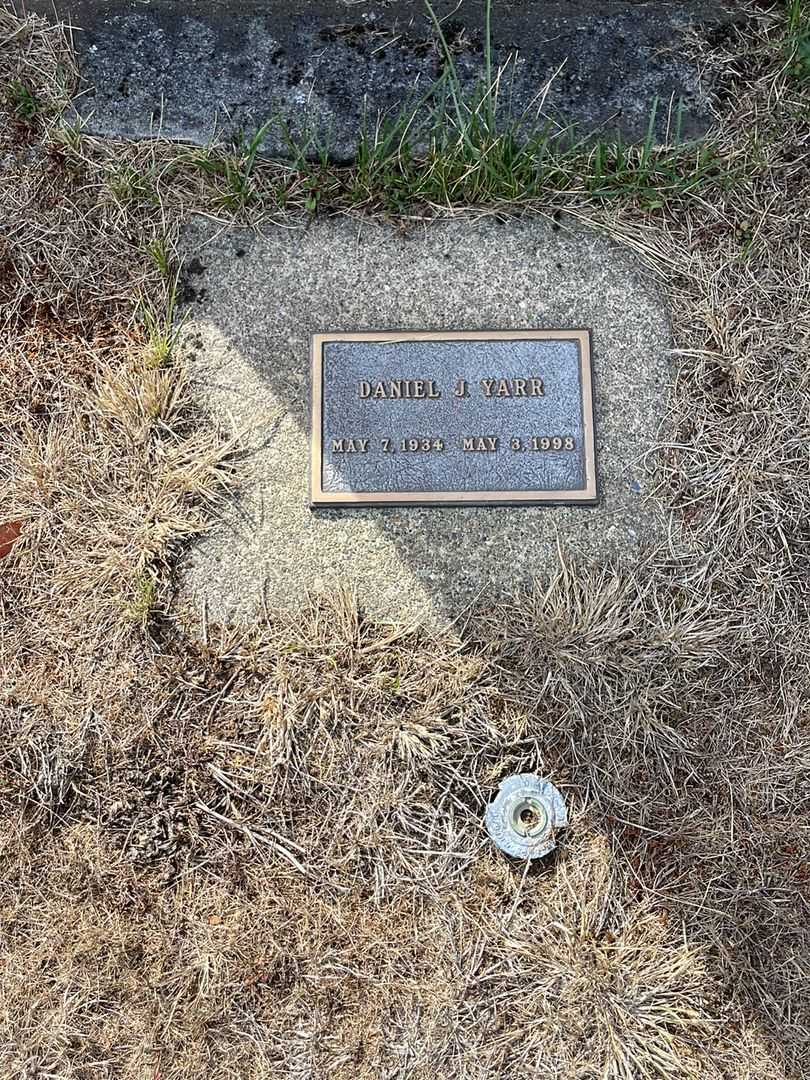 DANIEL J. YARR
MAY 7, 1934 MAY 3, 1998